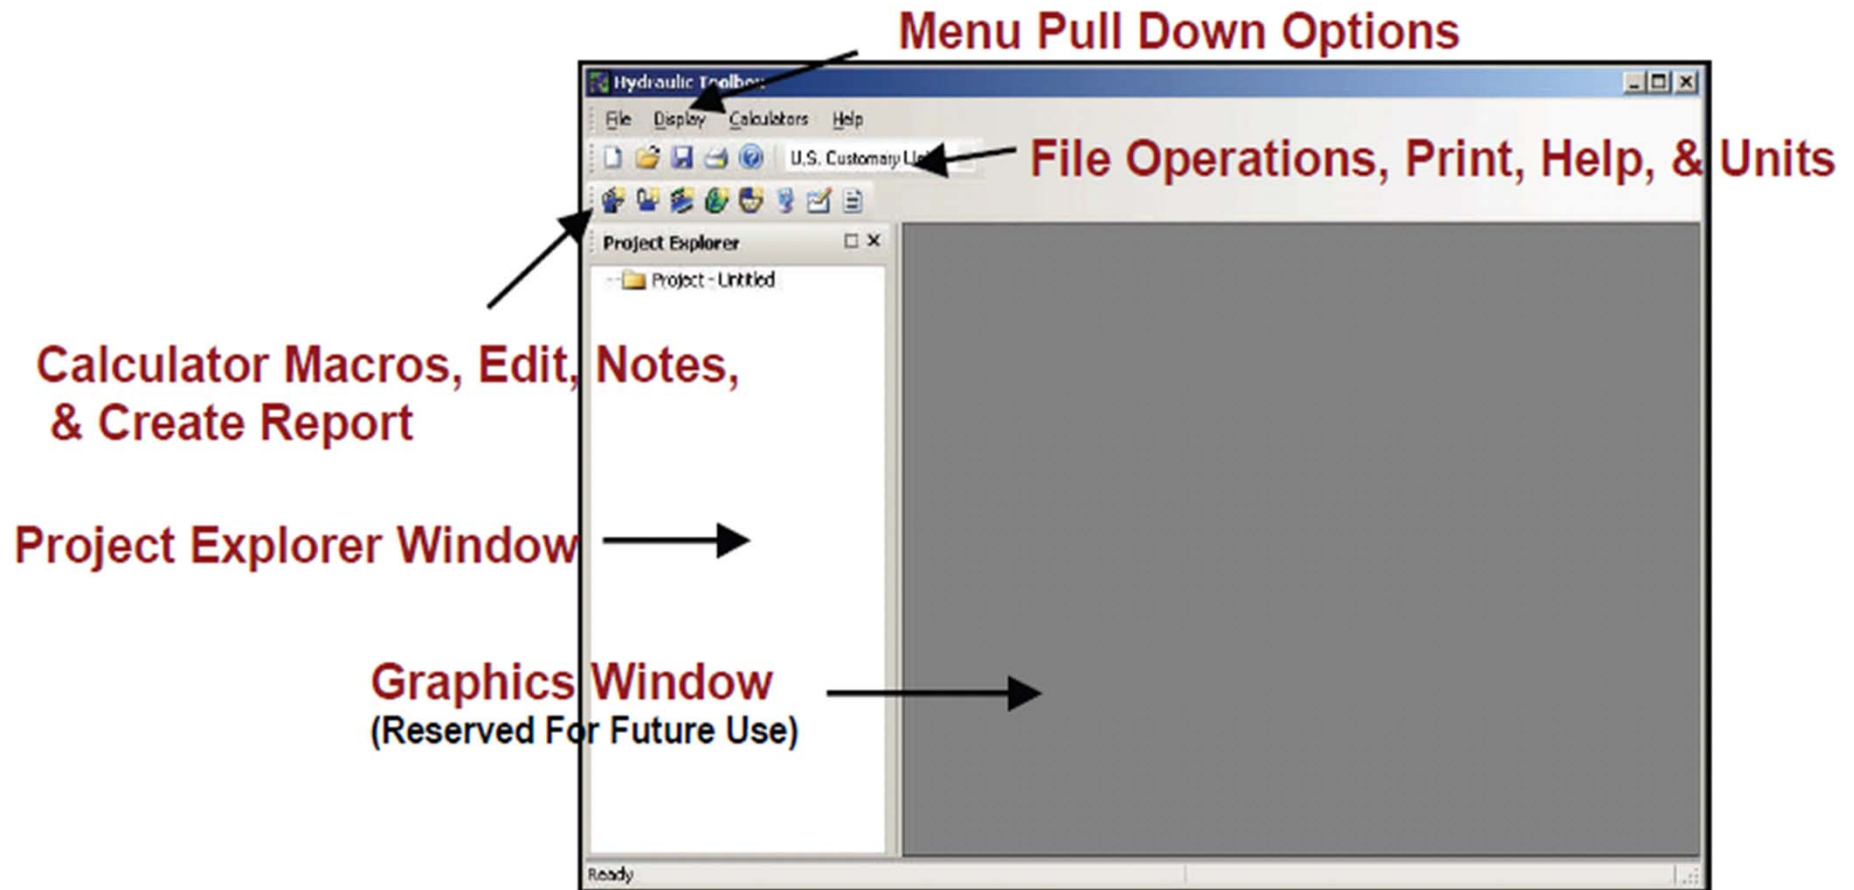 Menu Pull Down Options
Hydraulic Toolbox
File Display Calculators Help
U.S. Customary
File Operations, Print, Help, & Units
Project Explorer
Project - Untitled
Calculator Macros, Edit, Notes,
& Create Report
Project Explorer Window
Graphics Window
(Reserved For Future Use)
Ready